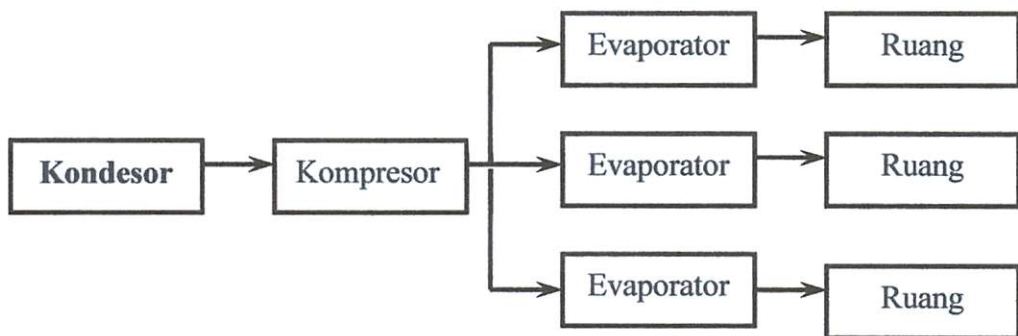 Evaporator
Ruang
Kondesor
Kompresor
Evaporator
Ruang
Evaporator
Ruang